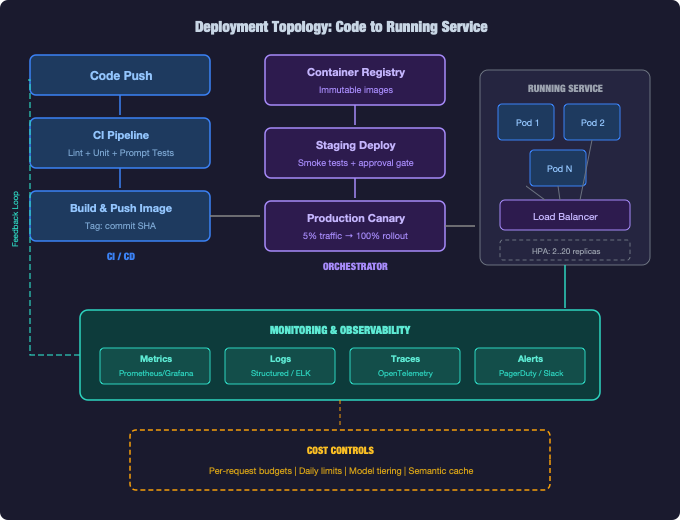 Deployment Topology: Code to Running Service
Code Push
CI Pipeline
Lint + Unit + Prompt Tests
Build & Push Image
Tag: commit SHA
CI / CD
Feedback Loop
Container Registry
Immutable images
Staging Deploy
Smoke tests + approval gate
Production Canary
5% traffic → 100% rollout
ORCHESTRATOR
RUNNING SERVICE
Pod 1
Pod 2
Pod N
Load Balancer
HPA: 2..20 replicas
MONITORING & OBSERVABILITY
Metrics
Prometheus/Grafana
Logs
Structured / ELK
Traces
OpenTelemetry
Alerts
PagerDuty / Slack
COST CONTROLS
Per-request budgets | Daily limits | Model tiering | Semantic cache